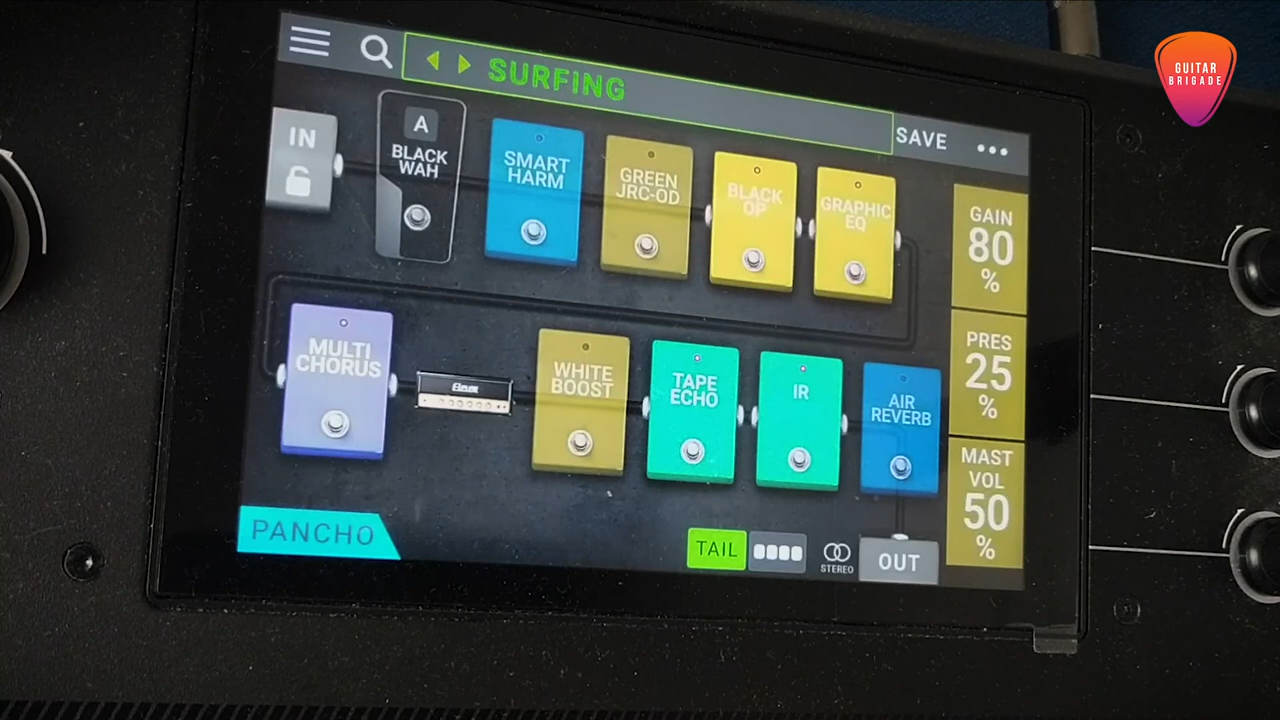 GUITAR
BRIGADE
SURFING
SAVE
IN
A
BLACK
WAH
SMART
HARM
GREEN
JRC-OD
BLACK
OP
GRAPHIC
EQ
GAIN
80
%
MULTI
CHORUS
Eleven
WHITE
BOOST
TAPE
ECHO
IR
AIR
REVERB
PRES
25
%
MAST
VOL
50
%
PANCHO
TAIL
STEREO
OUT